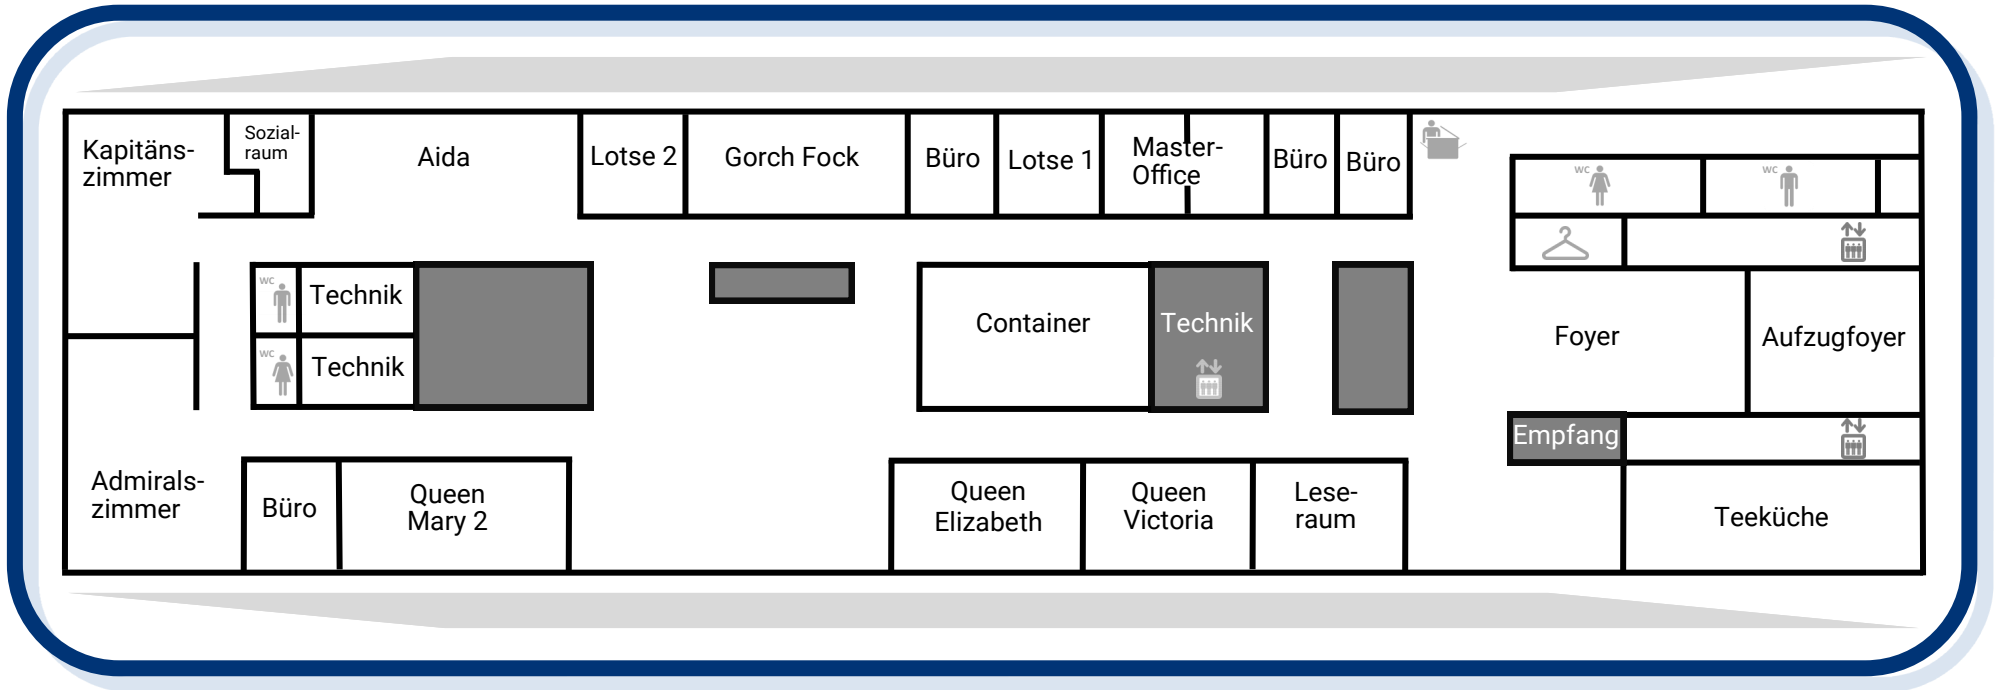 Kapitäns-
zimmer
Sozial-
raum
Aida
Lotse 2
Gorch Fock
Büro
Lotse 1
Master-
Office
Büro
Büro
WC
WC
WC
Technik
WC
Technik
Container
Technik
Foyer
Aufzugfoyer
Empfang
Admirals-
zimmer
Büro
Queen
Mary 2
Queen
Elizabeth
Queen
Victoria
Lese-
raum
Teeküche